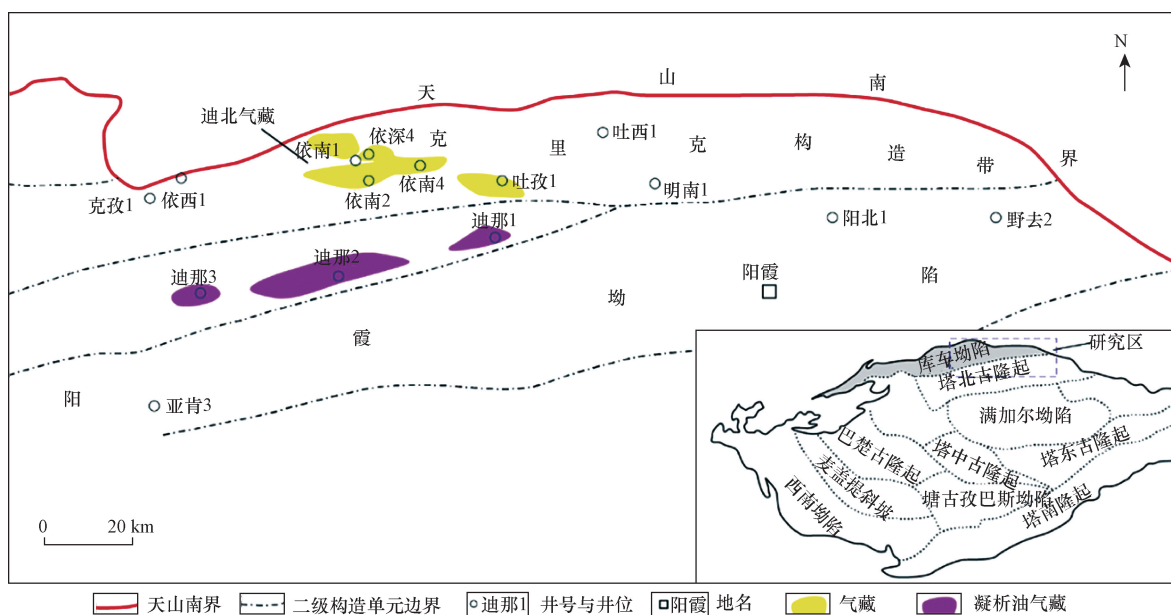 N
天 山 南 界
迪北气藏
克 里 克 构 造 带
依南1
依深4
吐西1
依南4
依南2
吐孜1
明南1
克孜1
依西1
迪那1
阳北1
野去2
迪那2
迪那3
阳霞
阳 霞 坳 陷
亚肯3
0 20 km
研究区
库车坳陷
塔北古隆起
满加尔坳陷
巴楚古隆起
塔中古隆起
塔东古隆起
麦盖提斜坡
塘古孜巴斯坳陷
西南坳陷
塔南隆起
天山南界 二级构造单元边界 迪那1 井号与井位 阳霞 地名 气藏 凝析油气藏